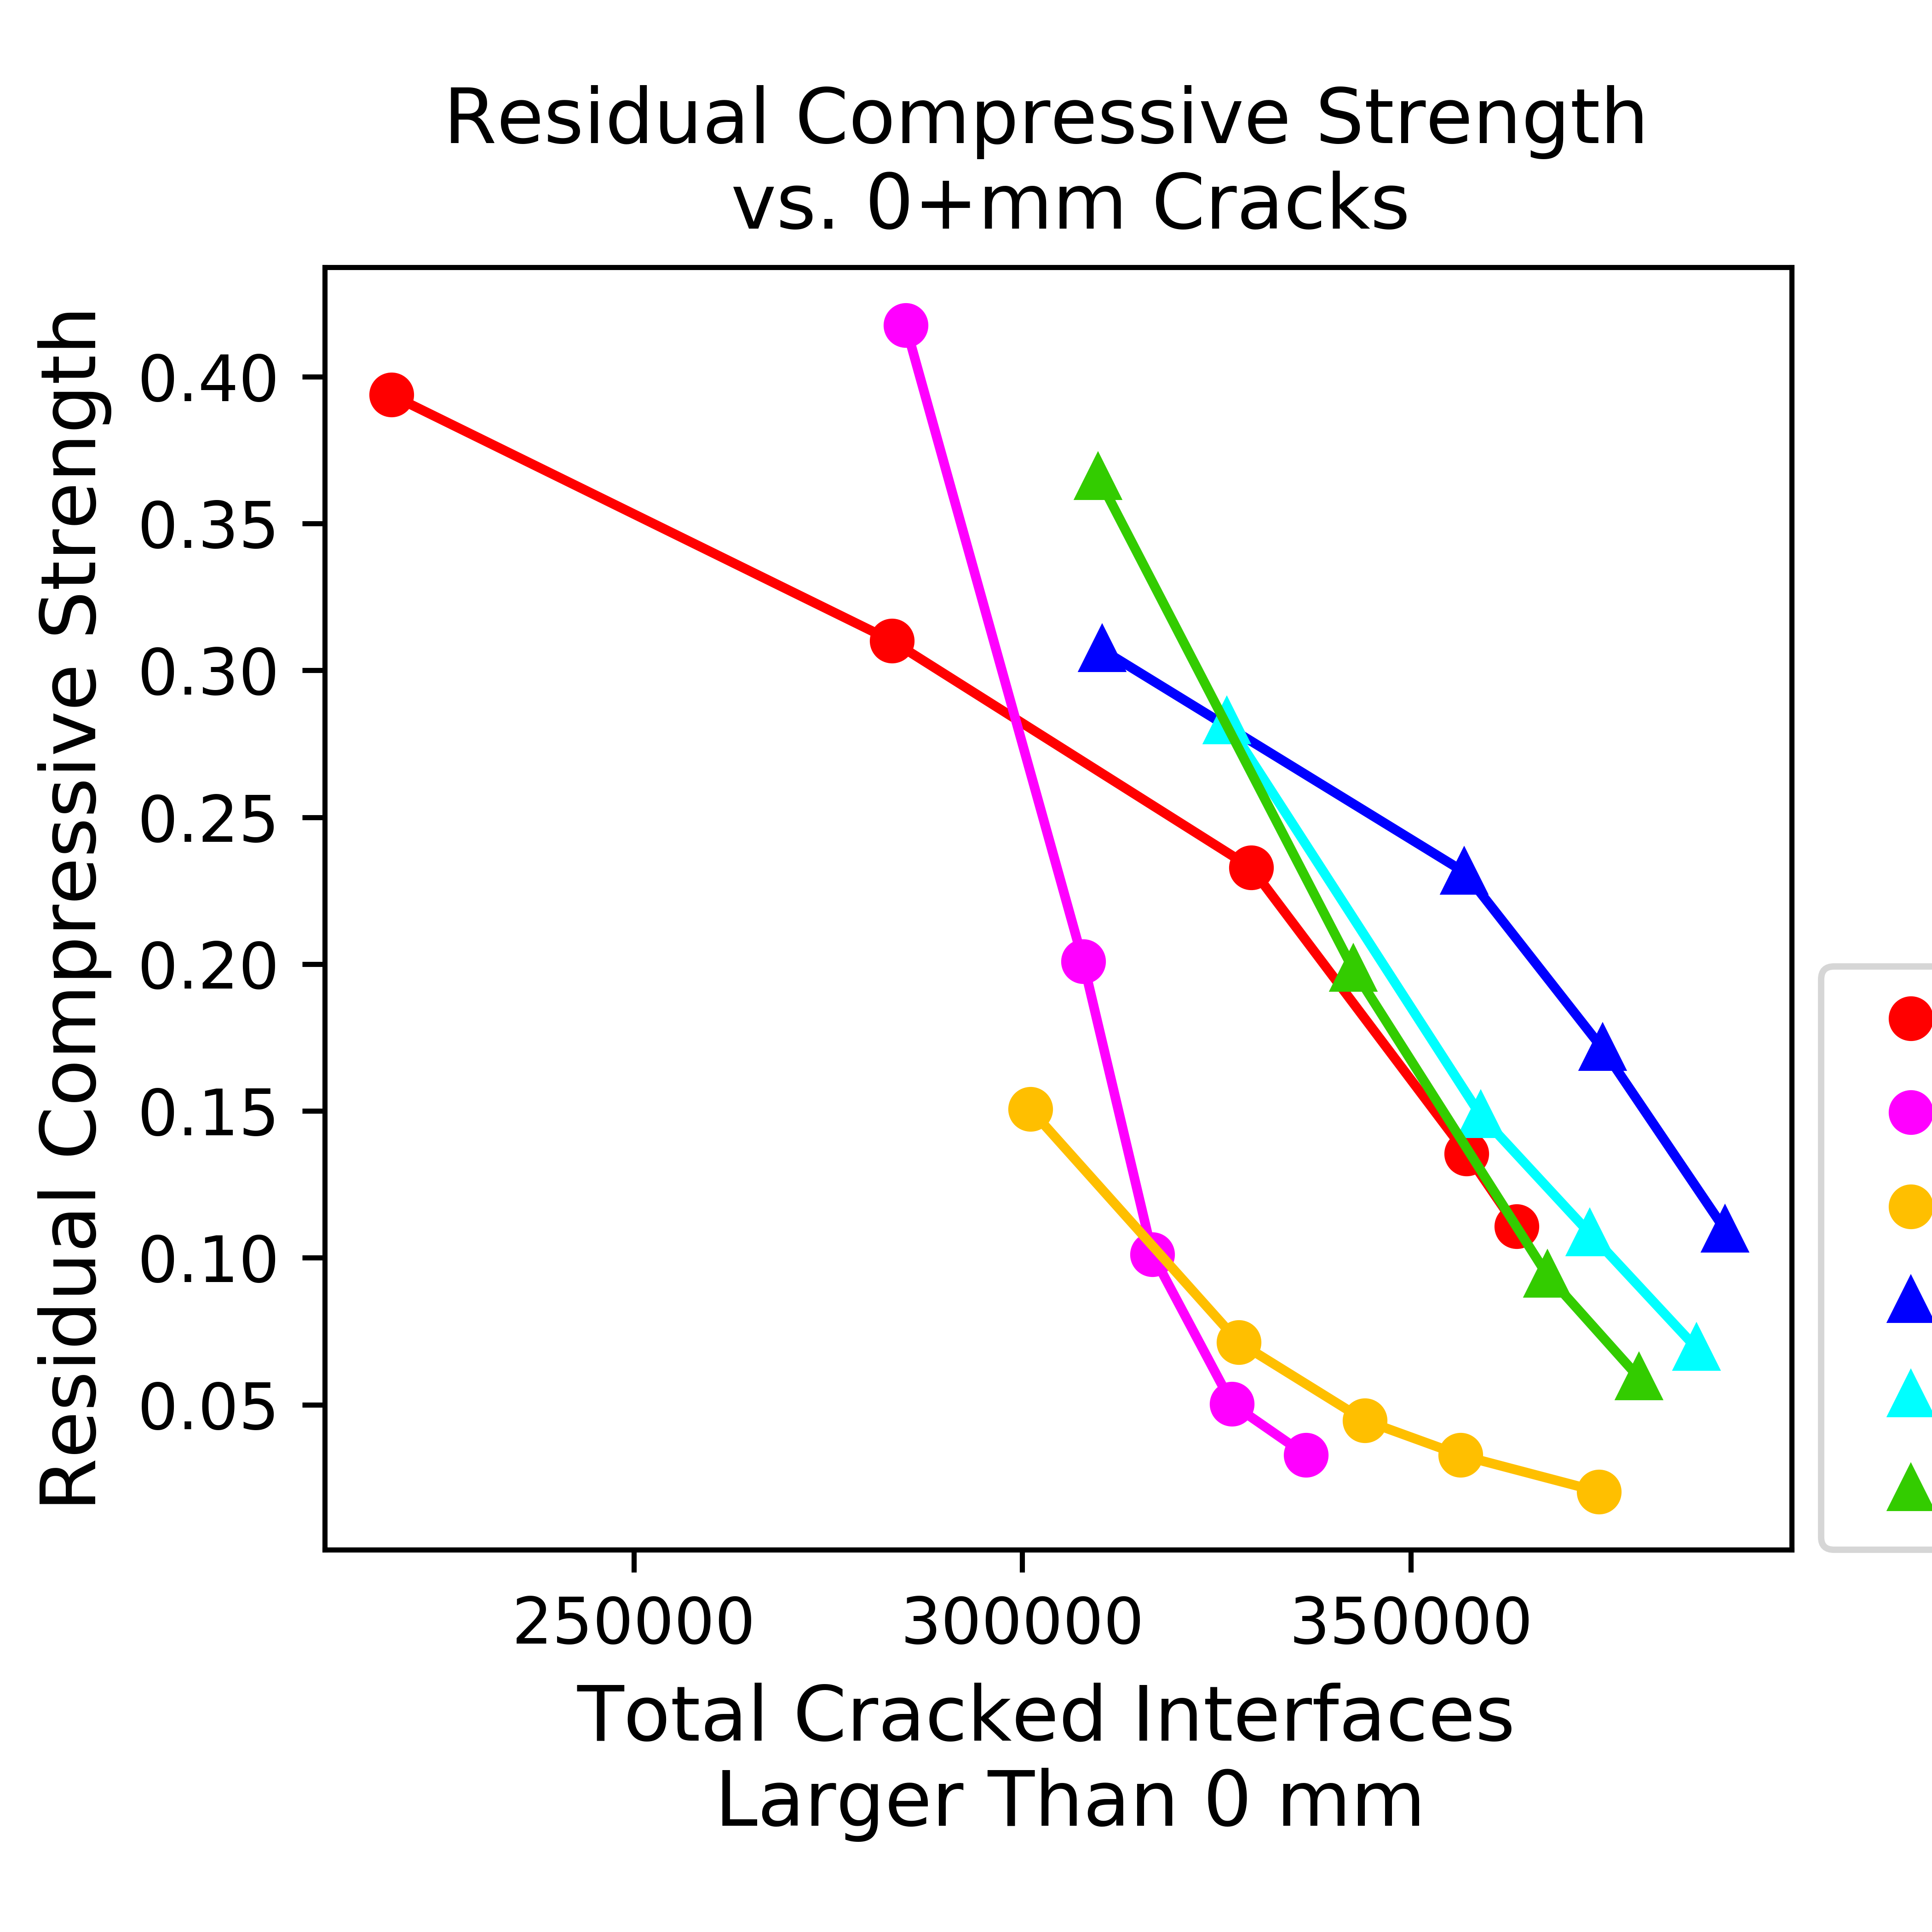 Residual Compressive Strength
vs. 0+mm Cracks
Residual Compressive Strength
0.40
0.35
0.30
0.25
0.20
0.15
0.10
0.05
250000 300000 350000
Total Cracked Interfaces
Larger Than 0 mm